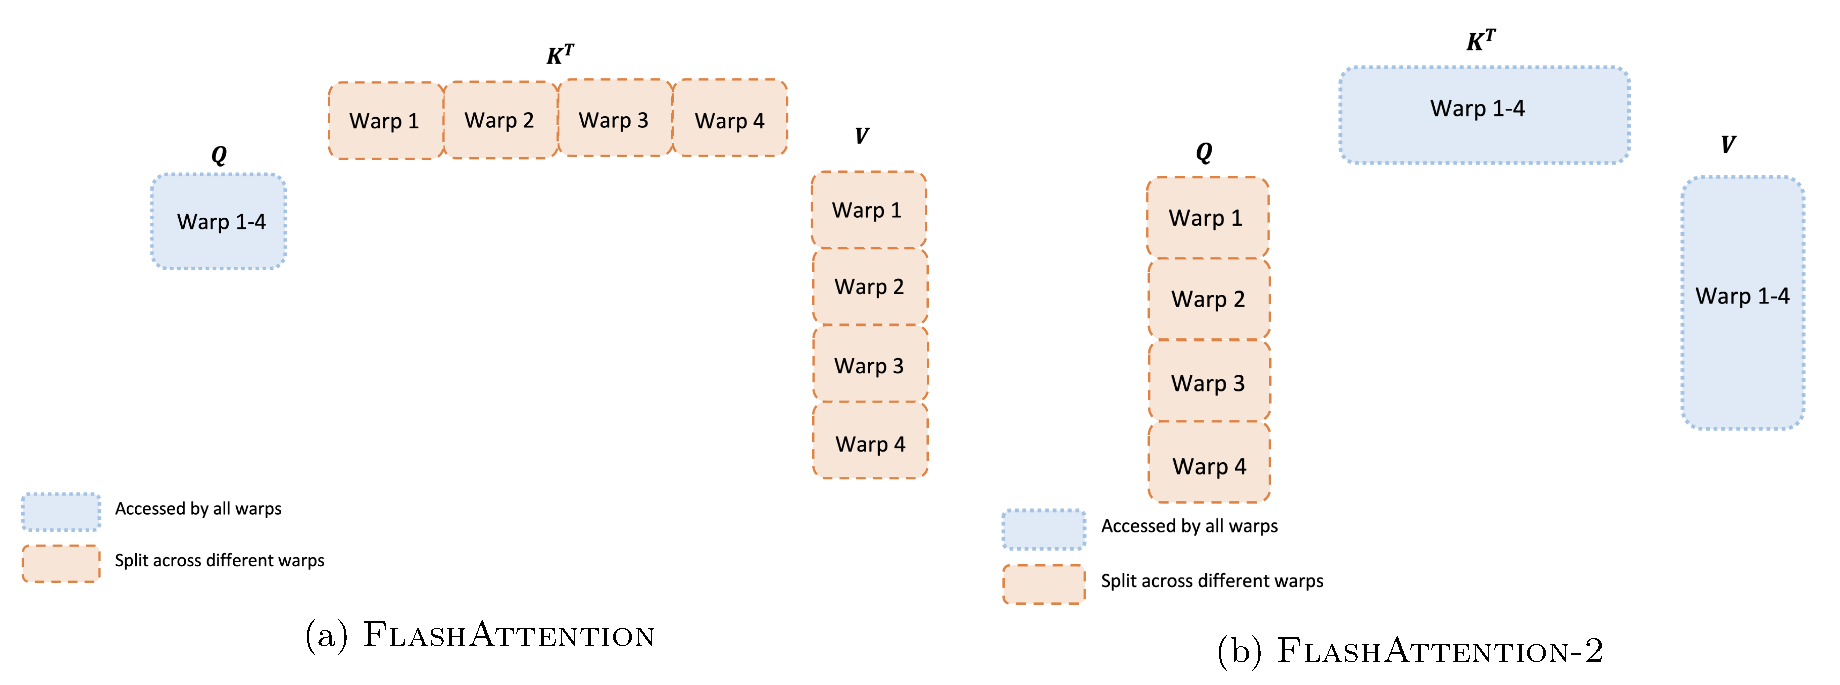 K^T
Warp 1 Warp 2 Warp 3 Warp 4
Q
Warp 1-4
V
Warp 1
Warp 2
Warp 3
Warp 4
Accessed by all warps
Split across different warps
(a) FLASHATTENTION
K^T
Warp 1-4
Q
Warp 1
Warp 2
Warp 3
Warp 4
V
Warp 1-4
Accessed by all warps
Split across different warps
(b) FLASHATTENTION-2